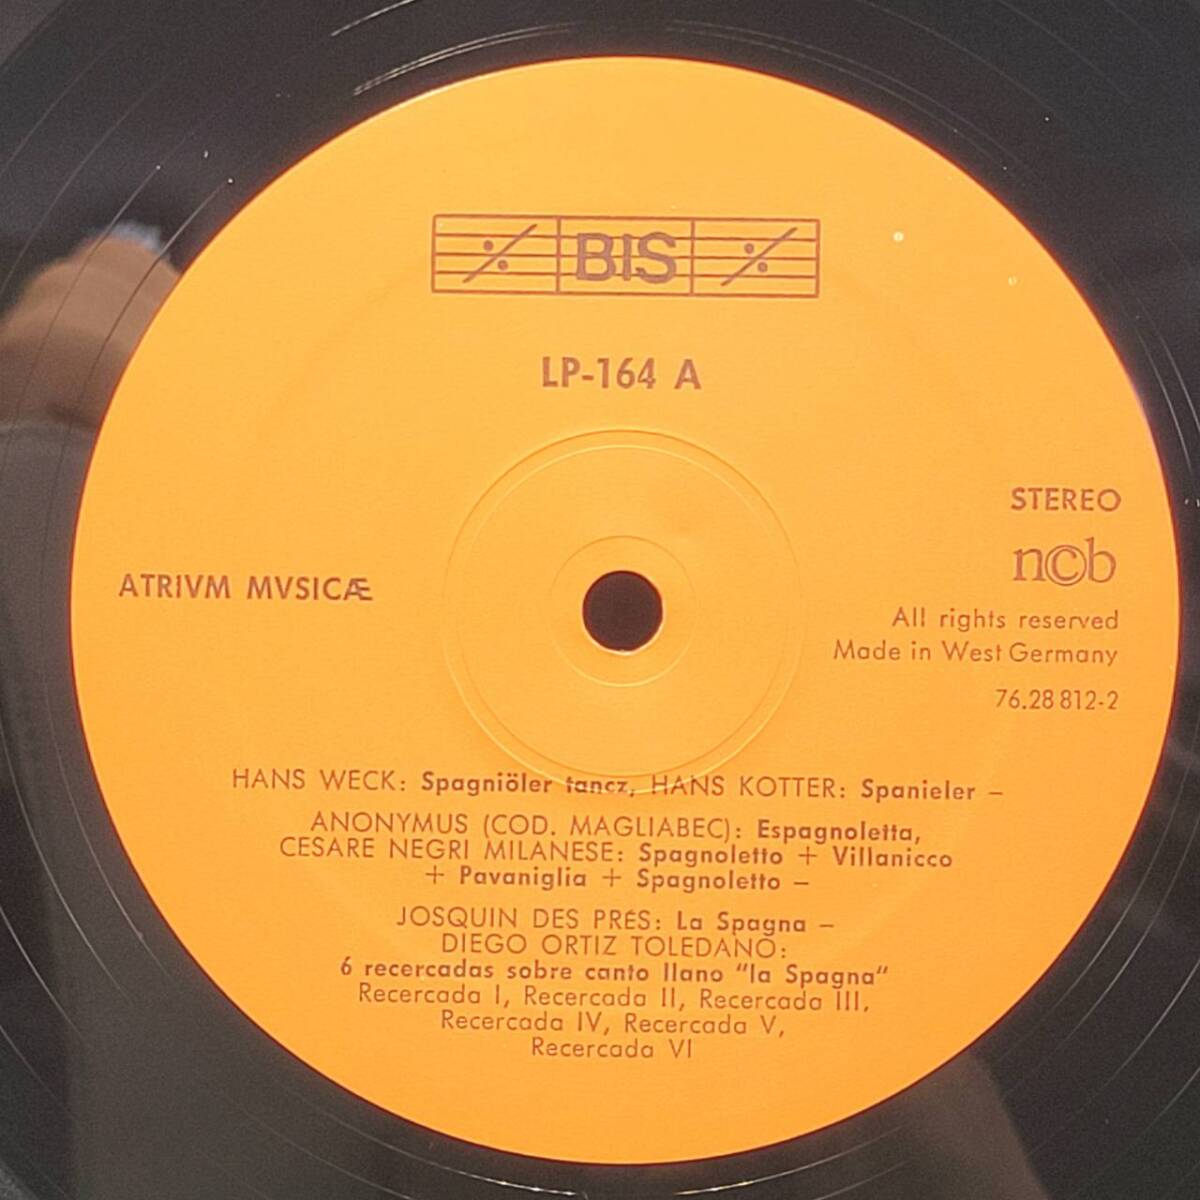 BIS
LP-164 A
STEREO
n©b
ATRIVM MVSICÆ
All rights reserved
Made in West Germany
76.28 812-2
HANS WECK: Spagniöler tancz, HANS KOTTER: Spanieler –
ANONYMUS (COD. MAGLIABEC): Espagnoletta,
CESARE NEGRI MILANESE: Spagnoletto + Villanicco
+ Pavaniglia + Spagnoletto –
JOSQUIN DES PRÉS: La Spagna –
DIEGO ORTIZ TOLEDANO:
6 recercadas sobre canto llano "la Spagna"
Recercada I, Recercada II, Recercada III,
Recercada IV, Recercada V,
Recercada VI